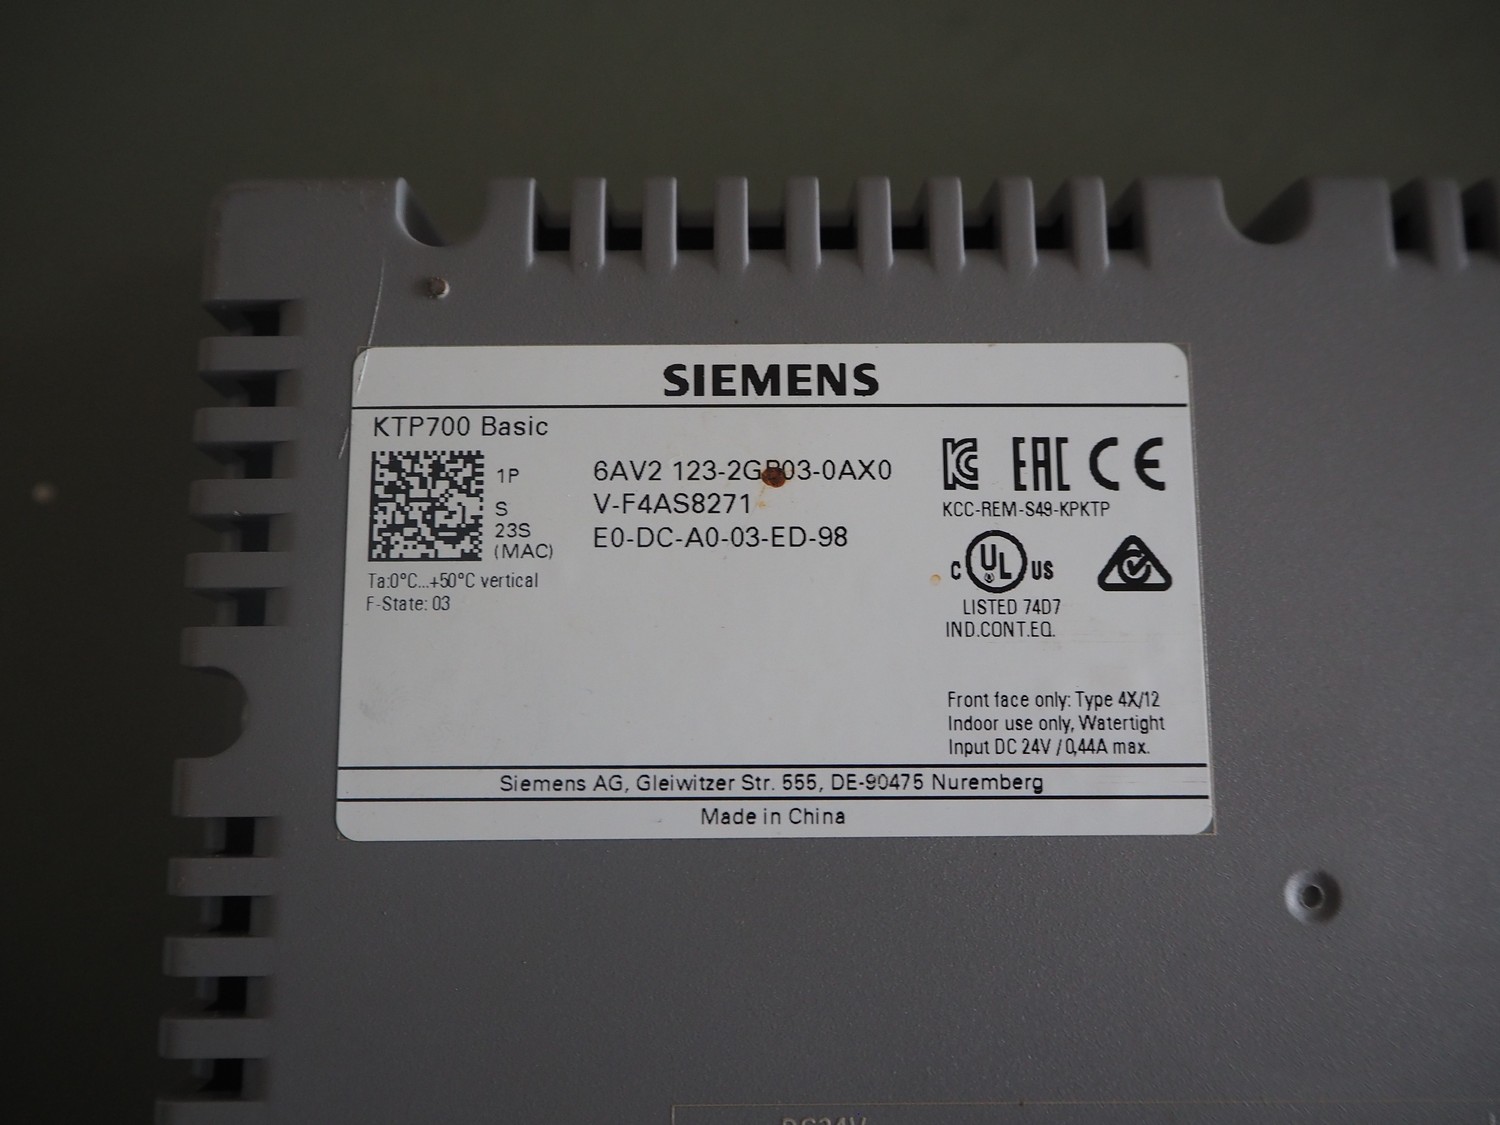 SIEMENS
KTP700 Basic
1P 6AV2 123-2GB03-0AX0
S V-F4AS8271
23S
(MAC) E0-DC-A0-03-ED-98
Ta:0°C...+50°C vertical
F-State: 03
EAC CE
KCC-REM-S49-KPKTP
C UL US
LISTED 74D7
IND.CONT.EQ.
Front face only: Type 4X/12
Indoor use only, Watertight
Input DC 24V / 0,44A max.
Siemens AG, Gleiwitzer Str. 555, DE-90475 Nuremberg
Made in China